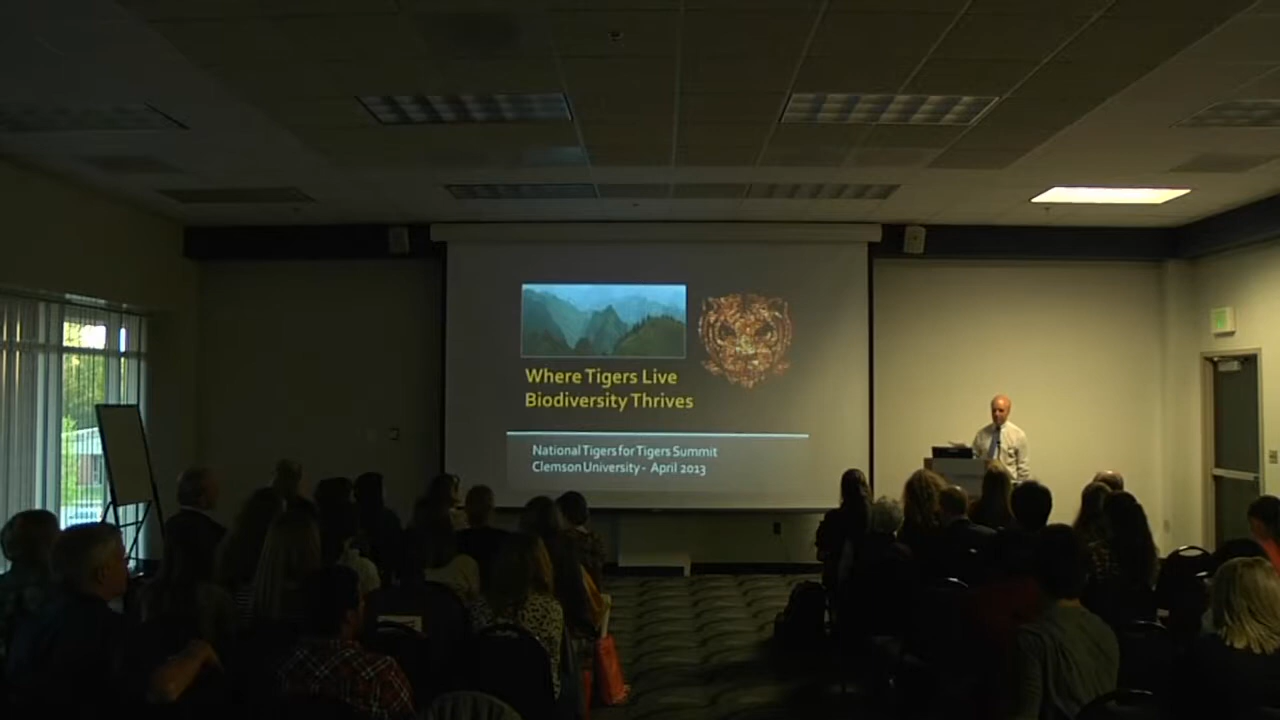 Where Tigers Live
Biodiversity Thrives
National Tigers for Tigers Summit
Clemson University - April 2013